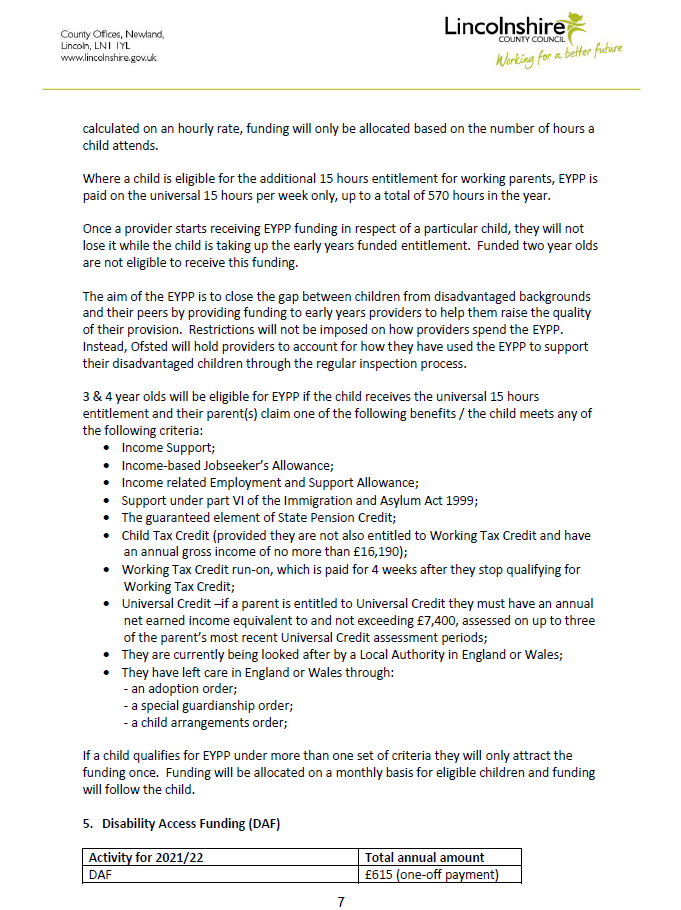 County Offices, Newland,
Lincoln, LN1 1YL
www.lincolnshire.gov.uk
Lincolnshire
COUNTY COUNCIL
Working for a better future
calculated on an hourly rate, funding will only be allocated based on the number of hours a
child attends.
Where a child is eligible for the additional 15 hours entitlement for working parents, EYPP is
paid on the universal 15 hours per week only, up to a total of 570 hours in the year.
Once a provider starts receiving EYPP funding in respect of a particular child, they will not
lose it while the child is taking up the early years funded entitlement. Funded two year olds
are not eligible to receive this funding.
The aim of the EYPP is to close the gap between children from disadvantaged backgrounds
and their peers by providing funding to early years providers to help them raise the quality
of their provision. Restrictions will not be imposed on how providers spend the EYPP.
Instead, Ofsted will hold providers to account for how they have used the EYPP to support
their disadvantaged children through the regular inspection process.
3 & 4 year olds will be eligible for EYPP if the child receives the universal 15 hours
entitlement and their parent(s) claim one of the following benefits / the child meets any of
the following criteria:
• Income Support;
• Income-based Jobseeker's Allowance;
• Income related Employment and Support Allowance;
• Support under part VI of the Immigration and Asylum Act 1999;
• The guaranteed element of State Pension Credit;
• Child Tax Credit (provided they are not also entitled to Working Tax Credit and have
an annual gross income of no more than £16,190);
• Working Tax Credit run-on, which is paid for 4 weeks after they stop qualifying for
Working Tax Credit;
• Universal Credit –if a parent is entitled to Universal Credit they must have an annual
net earned income equivalent to and not exceeding £7,400, assessed on up to three
of the parent's most recent Universal Credit assessment periods;
• They are currently being looked after by a Local Authority in England or Wales;
• They have left care in England or Wales through:
- an adoption order;
- a special guardianship order;
- a child arrangements order;
If a child qualifies for EYPP under more than one set of criteria they will only attract the
funding once. Funding will be allocated on a monthly basis for eligible children and funding
will follow the child.
5. Disability Access Funding (DAF)
Activity for 2021/22 Total annual amount
DAF £615 (one-off payment)
7